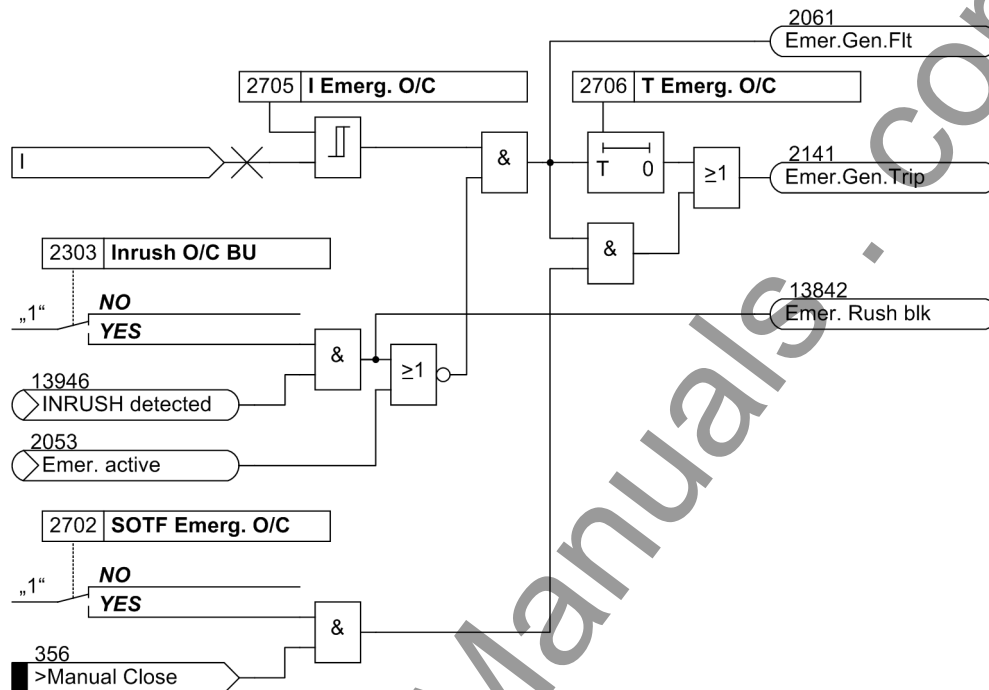 2061
Emer.Gen.Flt
2705 I Emerg. O/C
2706 T Emerg. O/C
I
&
T 0
≥1
2141
Emer.Gen.Trip
2303 Inrush O/C BU
&
„1“
NO
YES
13842
Emer. Rush blk
&
≥1
13946
INRUSH detected
2053
Emer. active
2702 SOTF Emerg. O/C
„1“
NO
YES
&
356
>Manual Close
Manuals . com